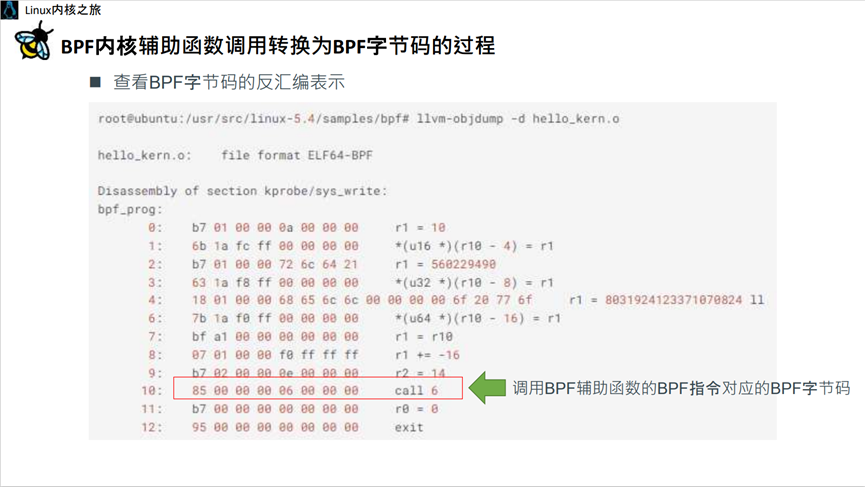 Linux内核之旅
BPF内核辅助函数调用转换为BPF字节码的过程
■ 查看BPF字节码的反汇编表示
root@ubuntu:/usr/src/linux-5.4/samples/bpf# llvm-objdump -d hello_kern.o
hello_kern.o: file format ELF64-BPF
Disassembly of section kprobe/sys_write:
bpf_prog:
0: b7 01 00 00 0a 00 00 00 r1 = 10
1: 6b 1a fc ff 00 00 00 00 *(u16 *)(r10 - 4) = r1
2: b7 01 00 00 72 6c 64 21 r1 = 560229490
3: 63 1a f8 ff 00 00 00 00 *(u32 *)(r10 - 8) = r1
4: 18 01 00 00 68 65 6c 6c 00 00 00 00 6f 20 77 6f r1 = 8031924123371070824 ll
6: 7b 1a f0 ff 00 00 00 00 *(u64 *)(r10 - 16) = r1
7: bf a1 00 00 00 00 00 00 r1 = r10
8: 07 01 00 00 f0 ff ff ff r1 += -16
9: b7 02 00 00 0e 00 00 00 r2 = 14
10: 85 00 00 00 06 00 00 00 call 6
调用BPF辅助函数的BPF指令对应的BPF字节码
11: b7 00 00 00 00 00 00 00 r0 = 0
12: 95 00 00 00 00 00 00 00 exit